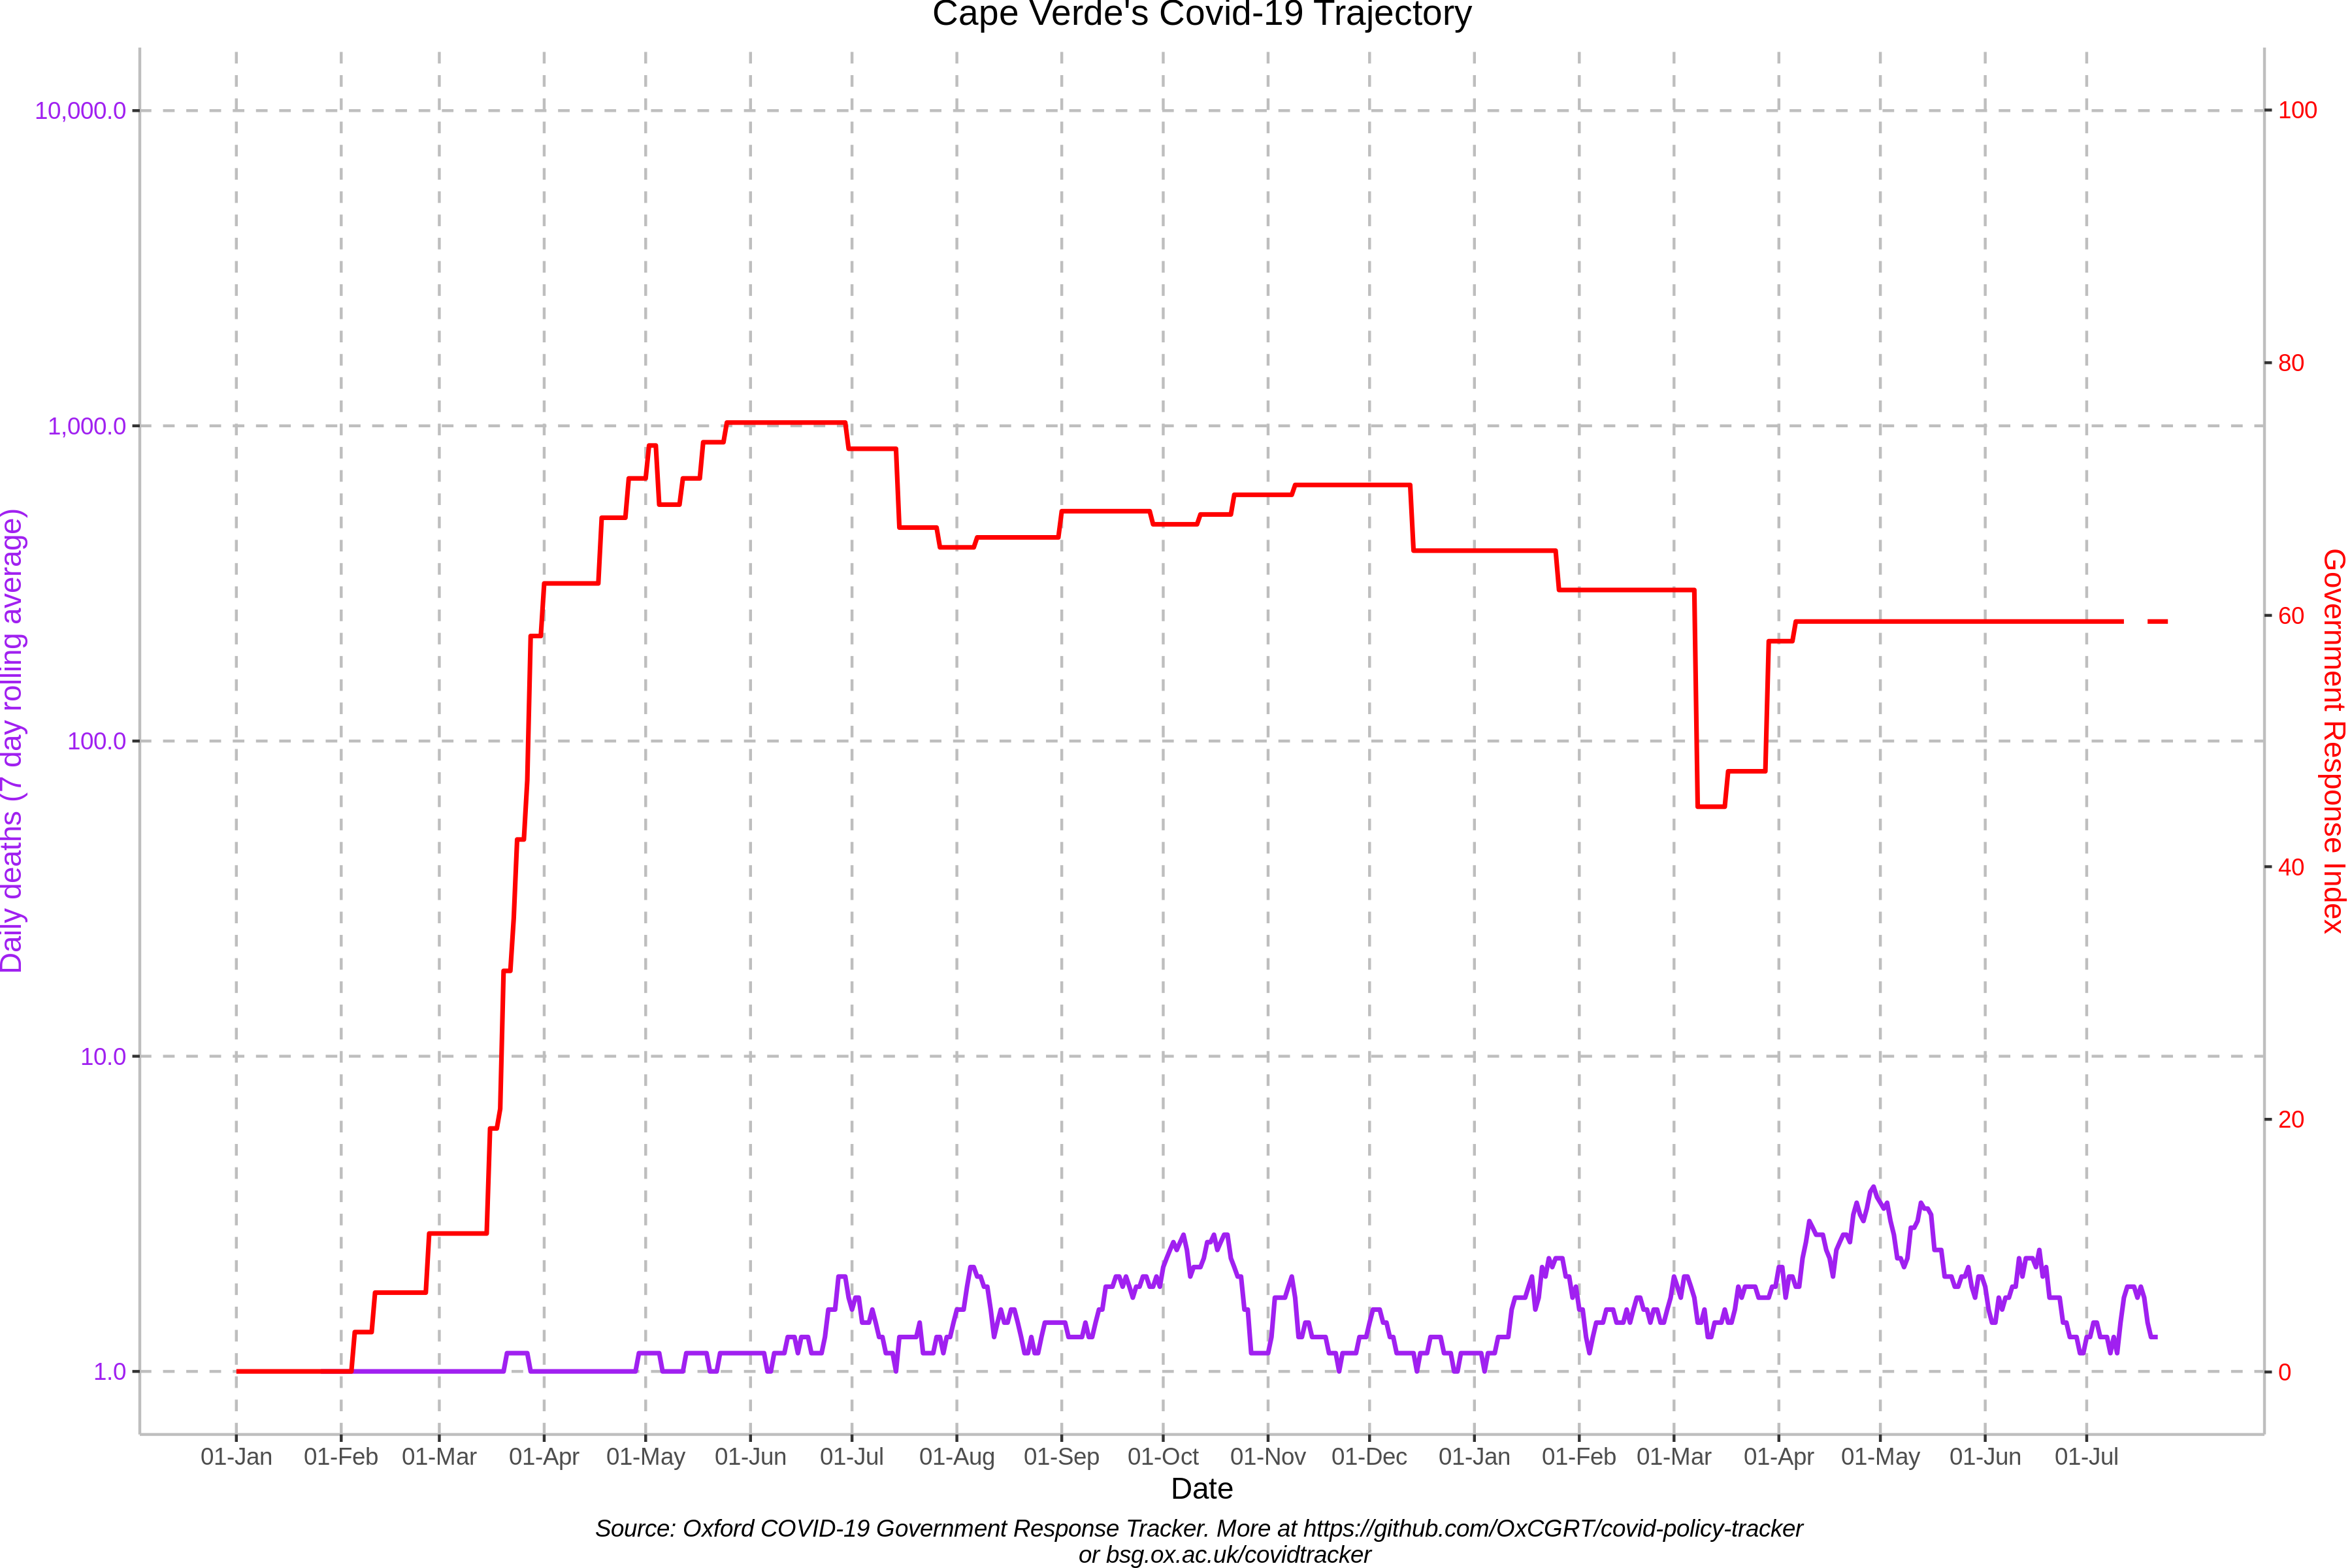 Cape Verde's Covid-19 Trajectory
10,000.0
1,000.0
100.0
10.0
1.0
Daily deaths (7 day rolling average)
100
80
60
40
20
0
Government Response Index
01-Jan 01-Feb 01-Mar 01-Apr 01-May 01-Jun 01-Jul 01-Aug 01-Sep 01-Oct 01-Nov 01-Dec 01-Jan 01-Feb 01-Mar 01-Apr 01-May 01-Jun 01-Jul
Date
Source: Oxford COVID-19 Government Response Tracker. More at https://github.com/OxCGRT/covid-policy-tracker
or bsg.ox.ac.uk/covidtracker